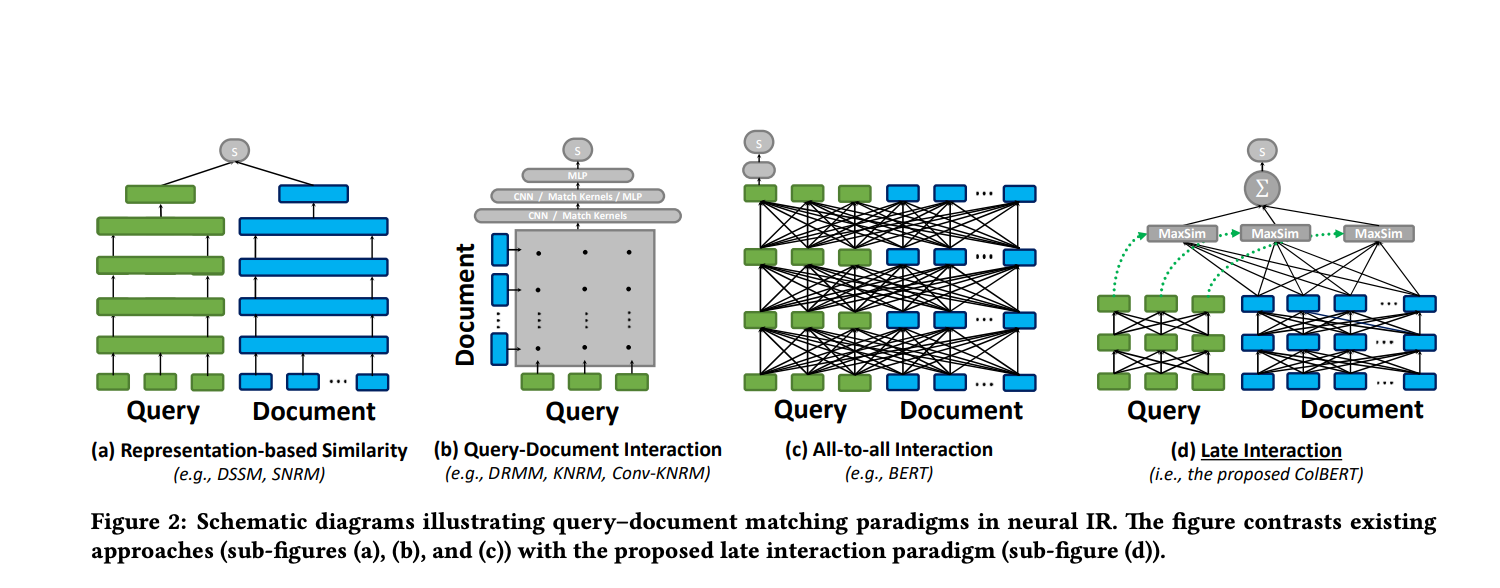 S
Query
Document
(a) Representation-based Similarity
(e.g., DSSM, SNRM)
S
MLP
CNN / Match Kernels / MLP
CNN / Match Kernels
Document
Query
(b) Query-Document Interaction
(e.g., DRMM, KNRM, Conv-KNRM)
S
Query
Document
(c) All-to-all Interaction
(e.g., BERT)
S
Σ
MaxSim
MaxSim
MaxSim
Query
Document
(d) Late Interaction
(i.e., the proposed ColBERT)
Figure 2: Schematic diagrams illustrating query–document matching paradigms in neural IR. The figure contrasts existing
approaches (sub-figures (a), (b), and (c)) with the proposed late interaction paradigm (sub-figure (d)).